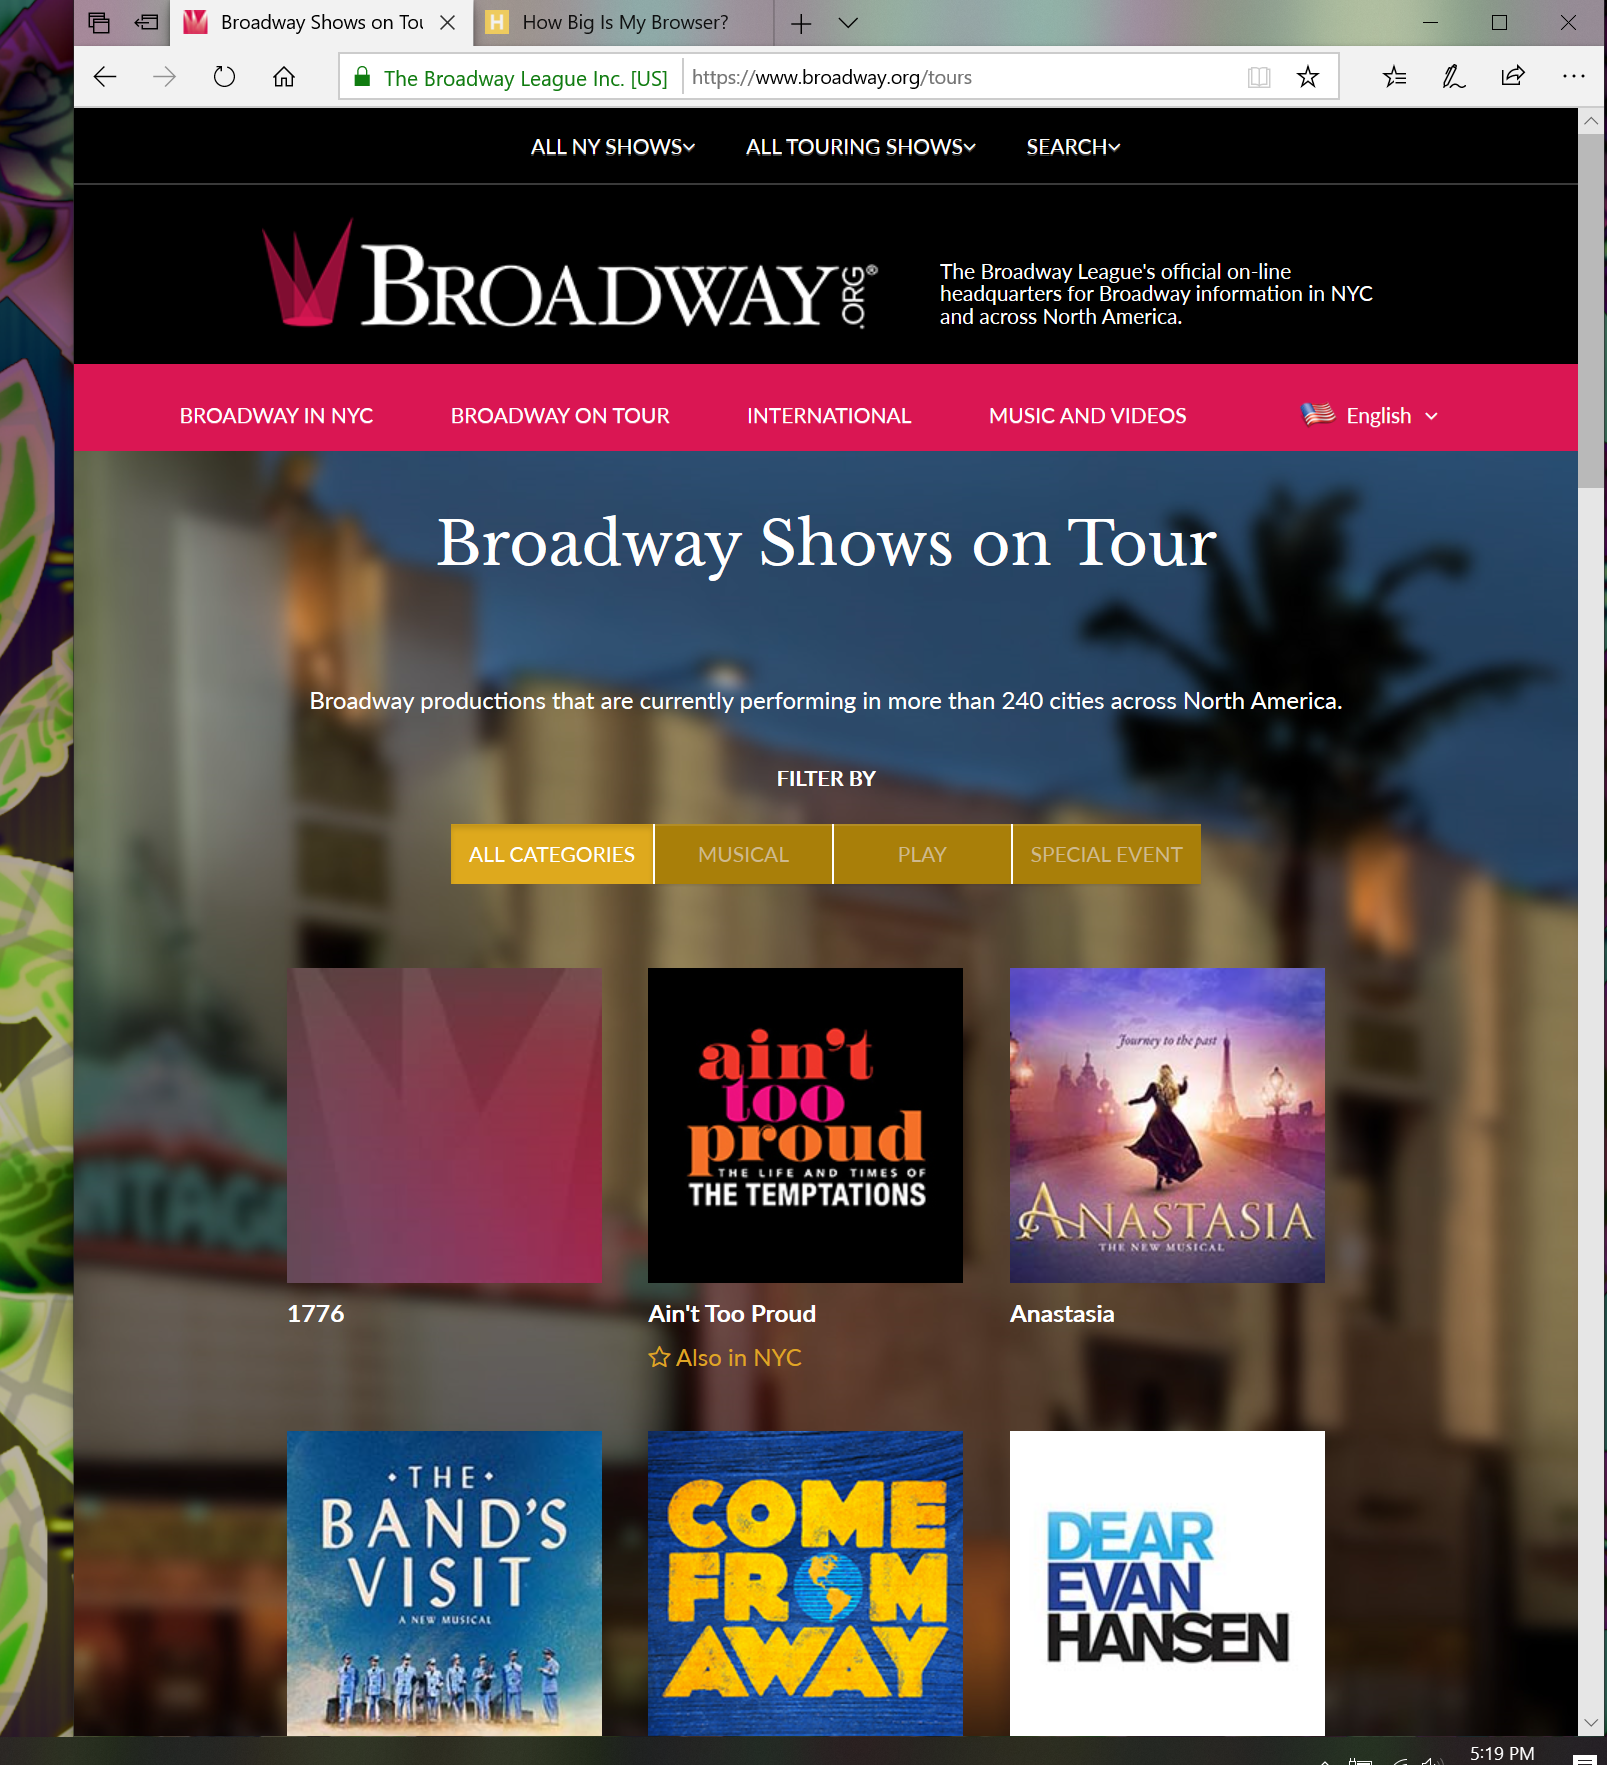 Broadway Shows on Tou
How Big Is My Browser?
The Broadway League Inc. [US]
https://www.broadway.org/tours
ALL NY SHOWS
ALL TOURING SHOWS
SEARCH
BROADWAY.ORG®
The Broadway League's official on-line
headquarters for Broadway information in NYC
and across North America.
BROADWAY IN NYC
BROADWAY ON TOUR
INTERNATIONAL
MUSIC AND VIDEOS
English
Broadway Shows on Tour
Broadway productions that are currently performing in more than 240 cities across North America.
FILTER BY
ALL CATEGORIES
MUSICAL
PLAY
SPECIAL EVENT
ain't
too
proud
THE LIFE AND TIMES OF
THE TEMPTATIONS
Journey to the past
ANASTASIA
THE NEW MUSICAL
1776
Ain't Too Proud
Anastasia
Also in NYC
THE
BAND'S
VISIT
A NEW MUSICAL
COME
FROM
AWAY
DEAR
EVAN
HANSEN
5:19 PM